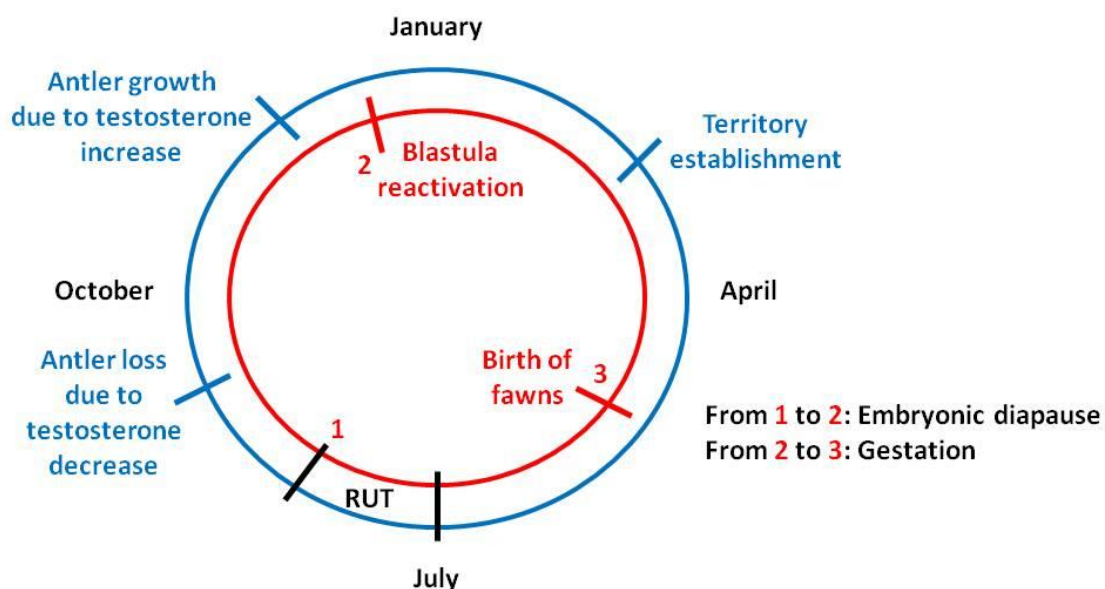 January
Antler growth
due to testosterone
increase
2
Blastula
reactivation
Territory
establishment
October
April
Antler loss
due to
testosterone
decrease
Birth of
fawns
3
1
RUT
July
From 1 to 2: Embryonic diapause
From 2 to 3: Gestation